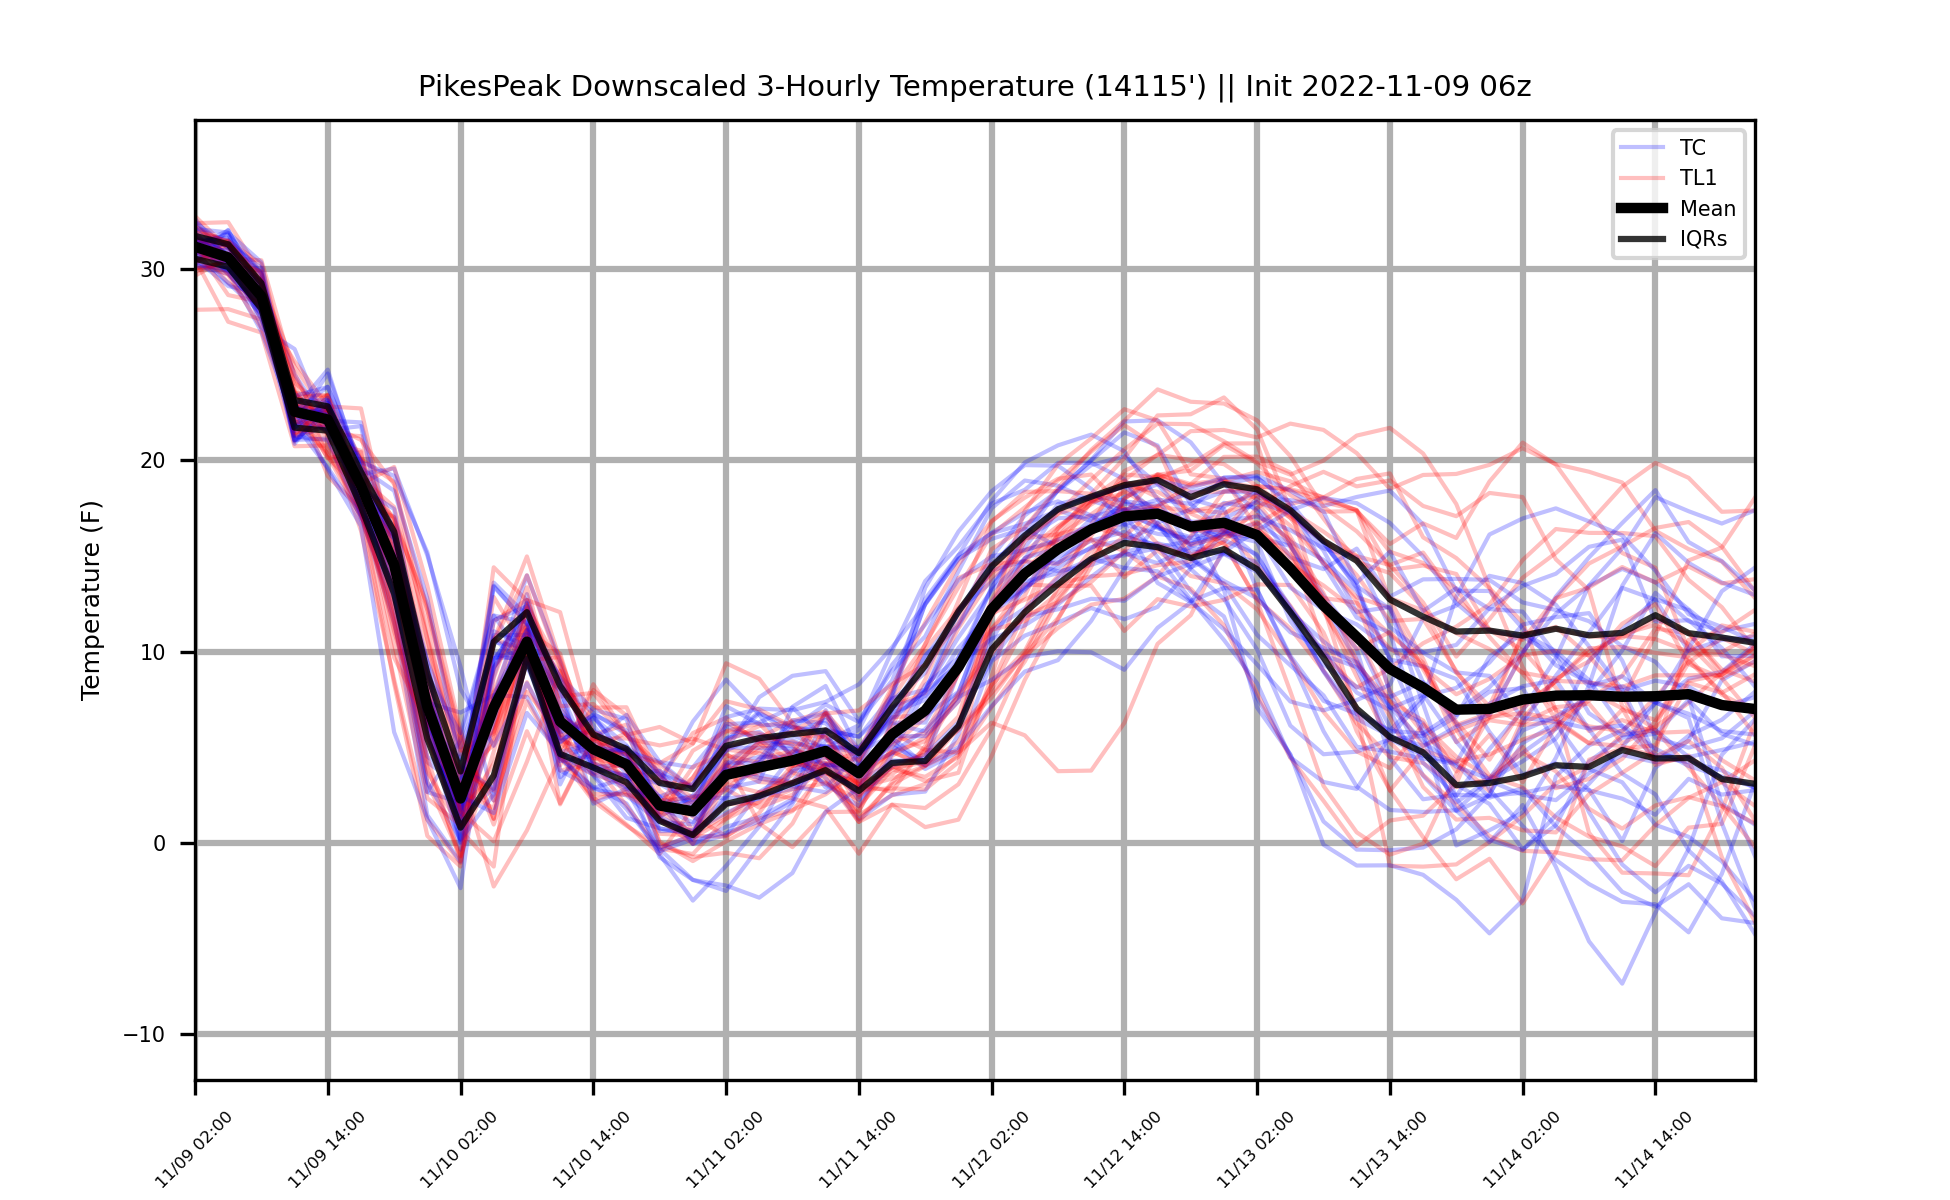 PikesPeak Downscaled 3-Hourly Temperature (14115') || Init 2022-11-09 06z
TC
TL1
Mean
IQRs
Temperature (F)
30
20
10
0
−10
11/09 02:00
11/09 14:00
11/10 02:00
11/10 14:00
11/11 02:00
11/11 14:00
11/12 02:00
11/12 14:00
11/13 02:00
11/13 14:00
11/14 02:00
11/14 14:00